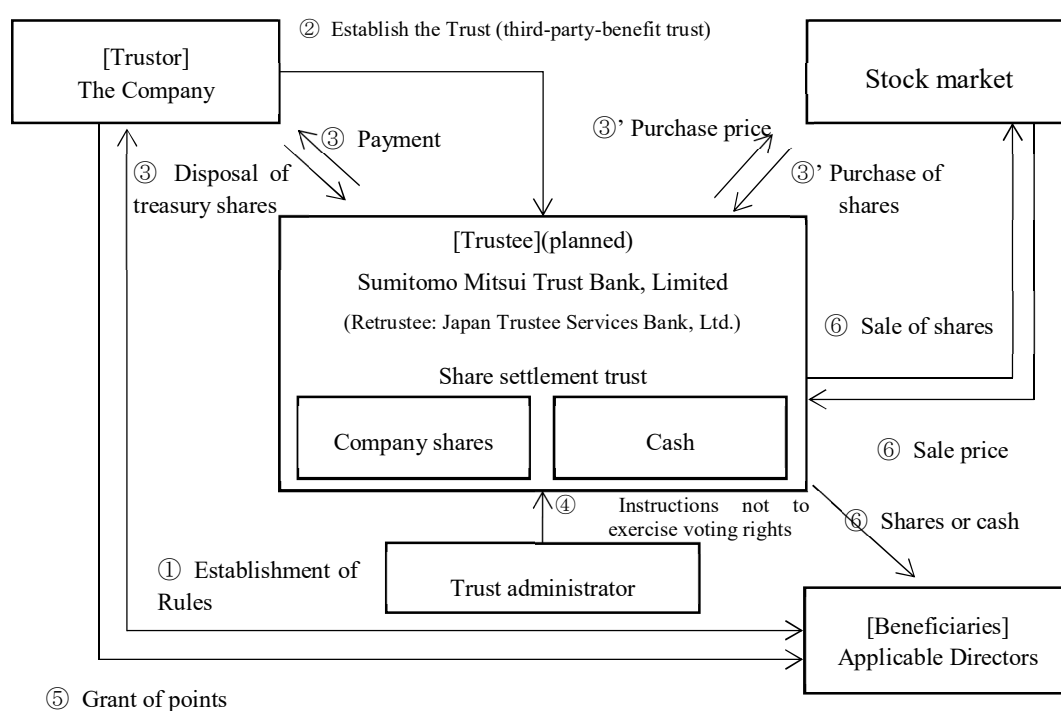 ② Establish the Trust (third-party-benefit trust)
[Trustor]
The Company
Stock market
③ Payment
③’ Purchase price
③ Disposal of
treasury shares
③’ Purchase of
shares
[Trustee](planned)
Sumitomo Mitsui Trust Bank, Limited
(Retrustee: Japan Trustee Services Bank, Ltd.)
⑥ Sale of shares
Share settlement trust
Company shares
Cash
⑥ Sale price
④ Instructions not to
exercise voting rights
⑥ Shares or cash
① Establishment of
Rules
Trust administrator
[Beneficiaries]
Applicable Directors
⑤ Grant of points